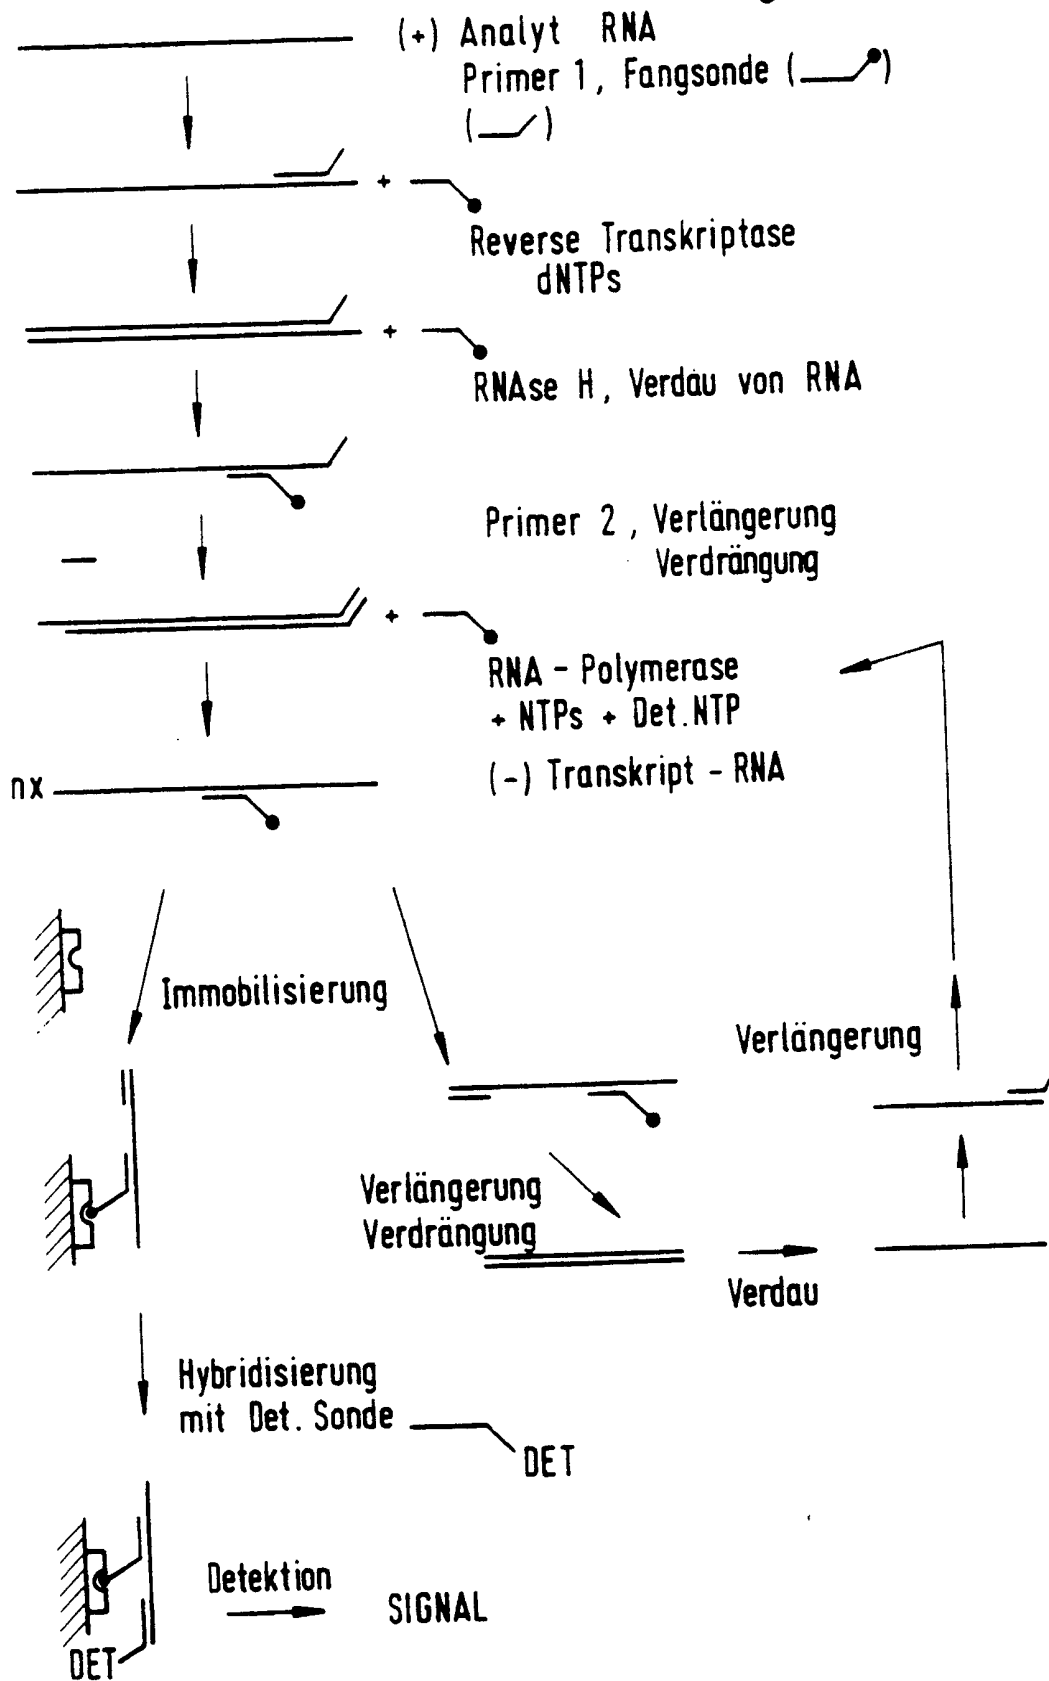 (+) Analyt RNA
Primer 1, Fangsonde ( )
( )
+
Reverse Transkriptase
dNTPs
+
RNAse H, Verdau von RNA
Primer 2, Verlängerung
Verdrängung
+
RNA - Polymerase
+ NTPs + Det.NTP
(-) Transkript - RNA
nx
Immobilisierung
Verlängerung
Verlängerung
Verdrängung
Verdau
Hybridisierung
mit Det. Sonde
DET
Detektion
SIGNAL
DET